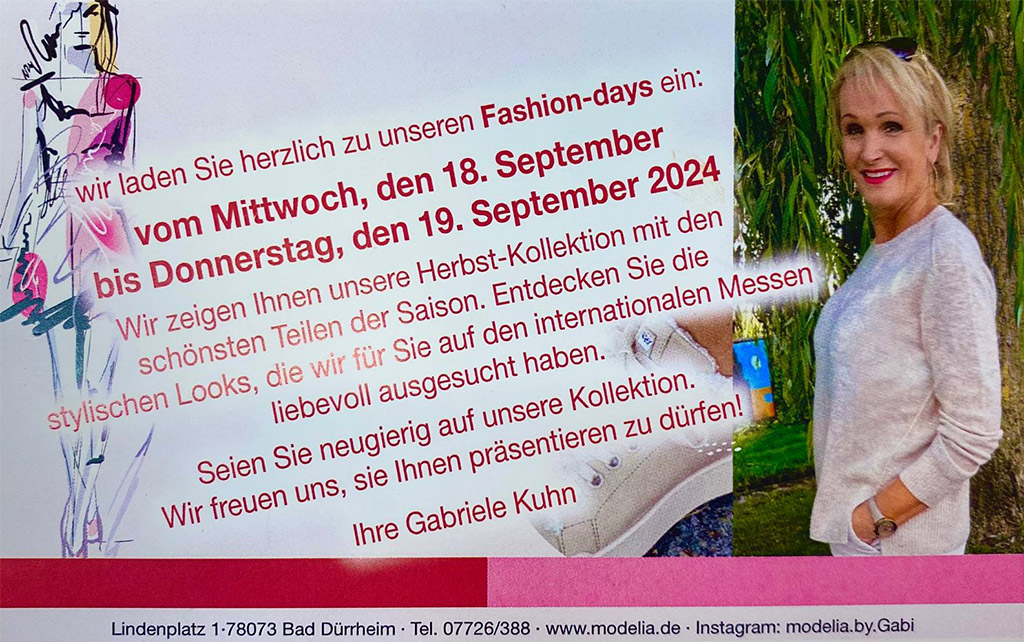 wir laden Sie herzlich zu unseren Fashion-days ein:
vom Mittwoch, den 18. September
bis Donnerstag, den 19. September 2024
Wir zeigen Ihnen unsere Herbst-Kollektion mit den
schönsten Teilen der Saison. Entdecken Sie die
stylischen Looks, die wir für Sie auf den internationalen Messen
liebevoll ausgesucht haben.
Seien Sie neugierig auf unsere Kollektion.
Wir freuen uns, sie Ihnen präsentieren zu dürfen!
Ihre Gabriele Kuhn
Lindenplatz 1·78073 Bad Dürrheim · Tel. 07726/388 · www.modelia.de · Instagram: modelia.by.Gabi